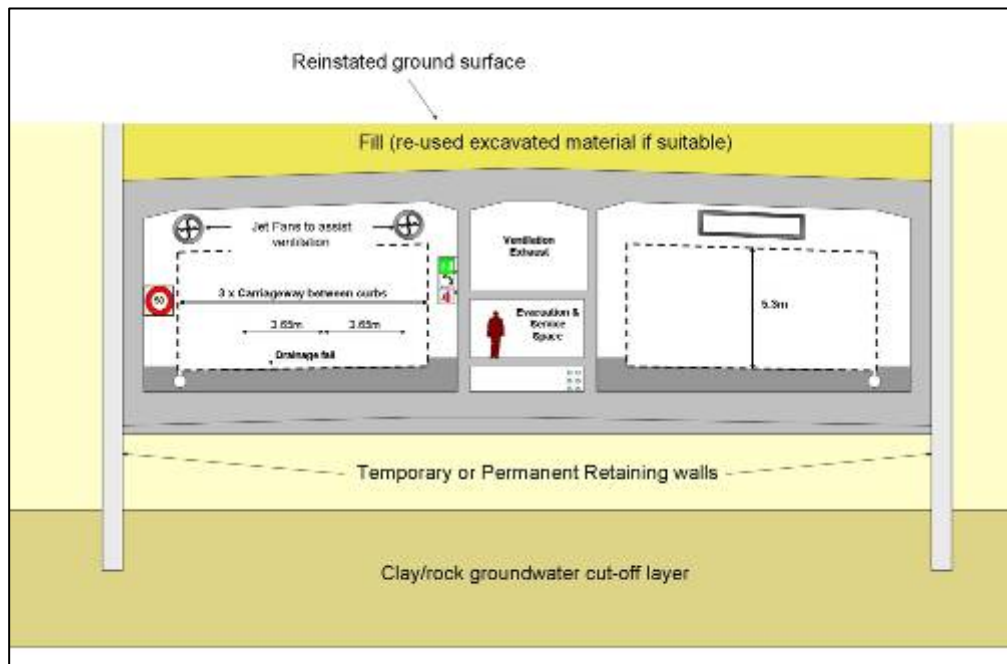 Reinstated ground surface
Fill (re-used excavated material if suitable)
Jet Fans to assist
ventilation
Ventilation
Exhaust
50
3 x Carriageway between curbs
5.3m
3.65m
3.65m
Evacuation &
Service
Space
Drainage fall
Temporary or Permanent Retaining walls
Clay/rock groundwater cut-off layer